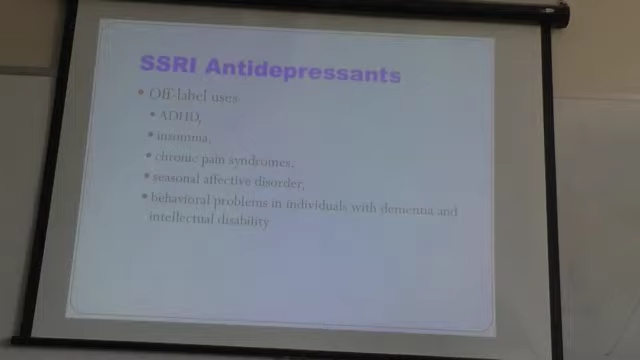 SSRI Antidepressants
• Off-label uses
• ADHD,
• insomnia,
• chronic pain syndromes,
• seasonal affective disorder,
• behavioral problems in individuals with dementia and
intellectual disability